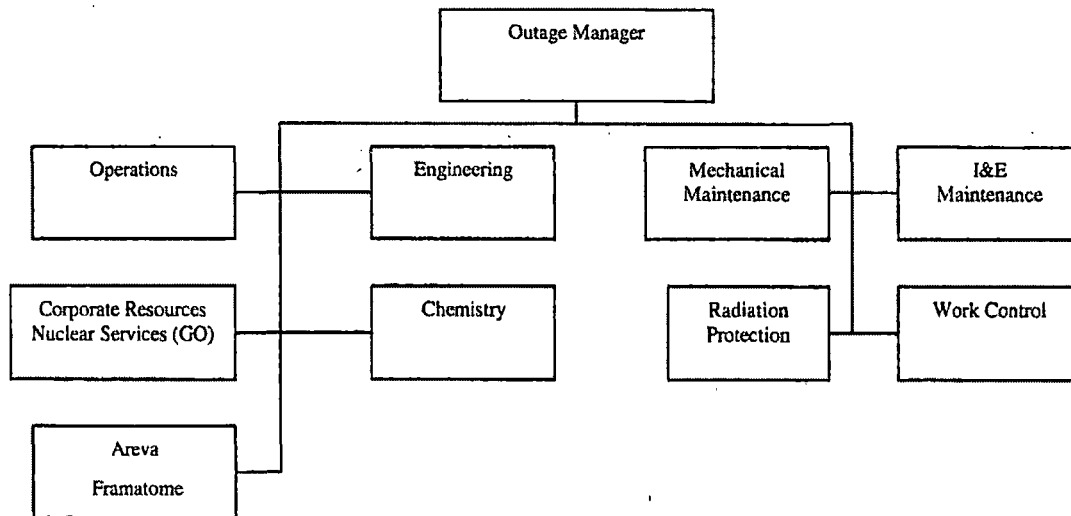 Outage Manager
Operations
Engineering
Mechanical
Maintenance
I&E
Maintenance
Corporate Resources
Nuclear Services (GO)
Chemistry
Radiation
Protection
Work Control
Areva
Framatome